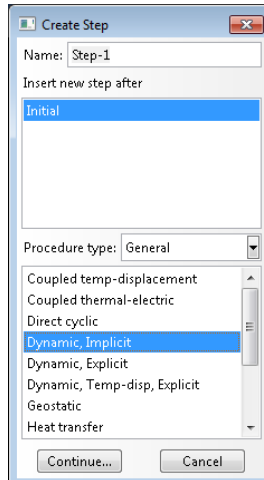 Create Step
Name: Step-1
Insert new step after
Initial
Procedure type: General
Coupled temp-displacement
Coupled thermal-electric
Direct cyclic
Dynamic, Implicit
Dynamic, Explicit
Dynamic, Temp-disp, Explicit
Geostatic
Heat transfer
Continue... Cancel